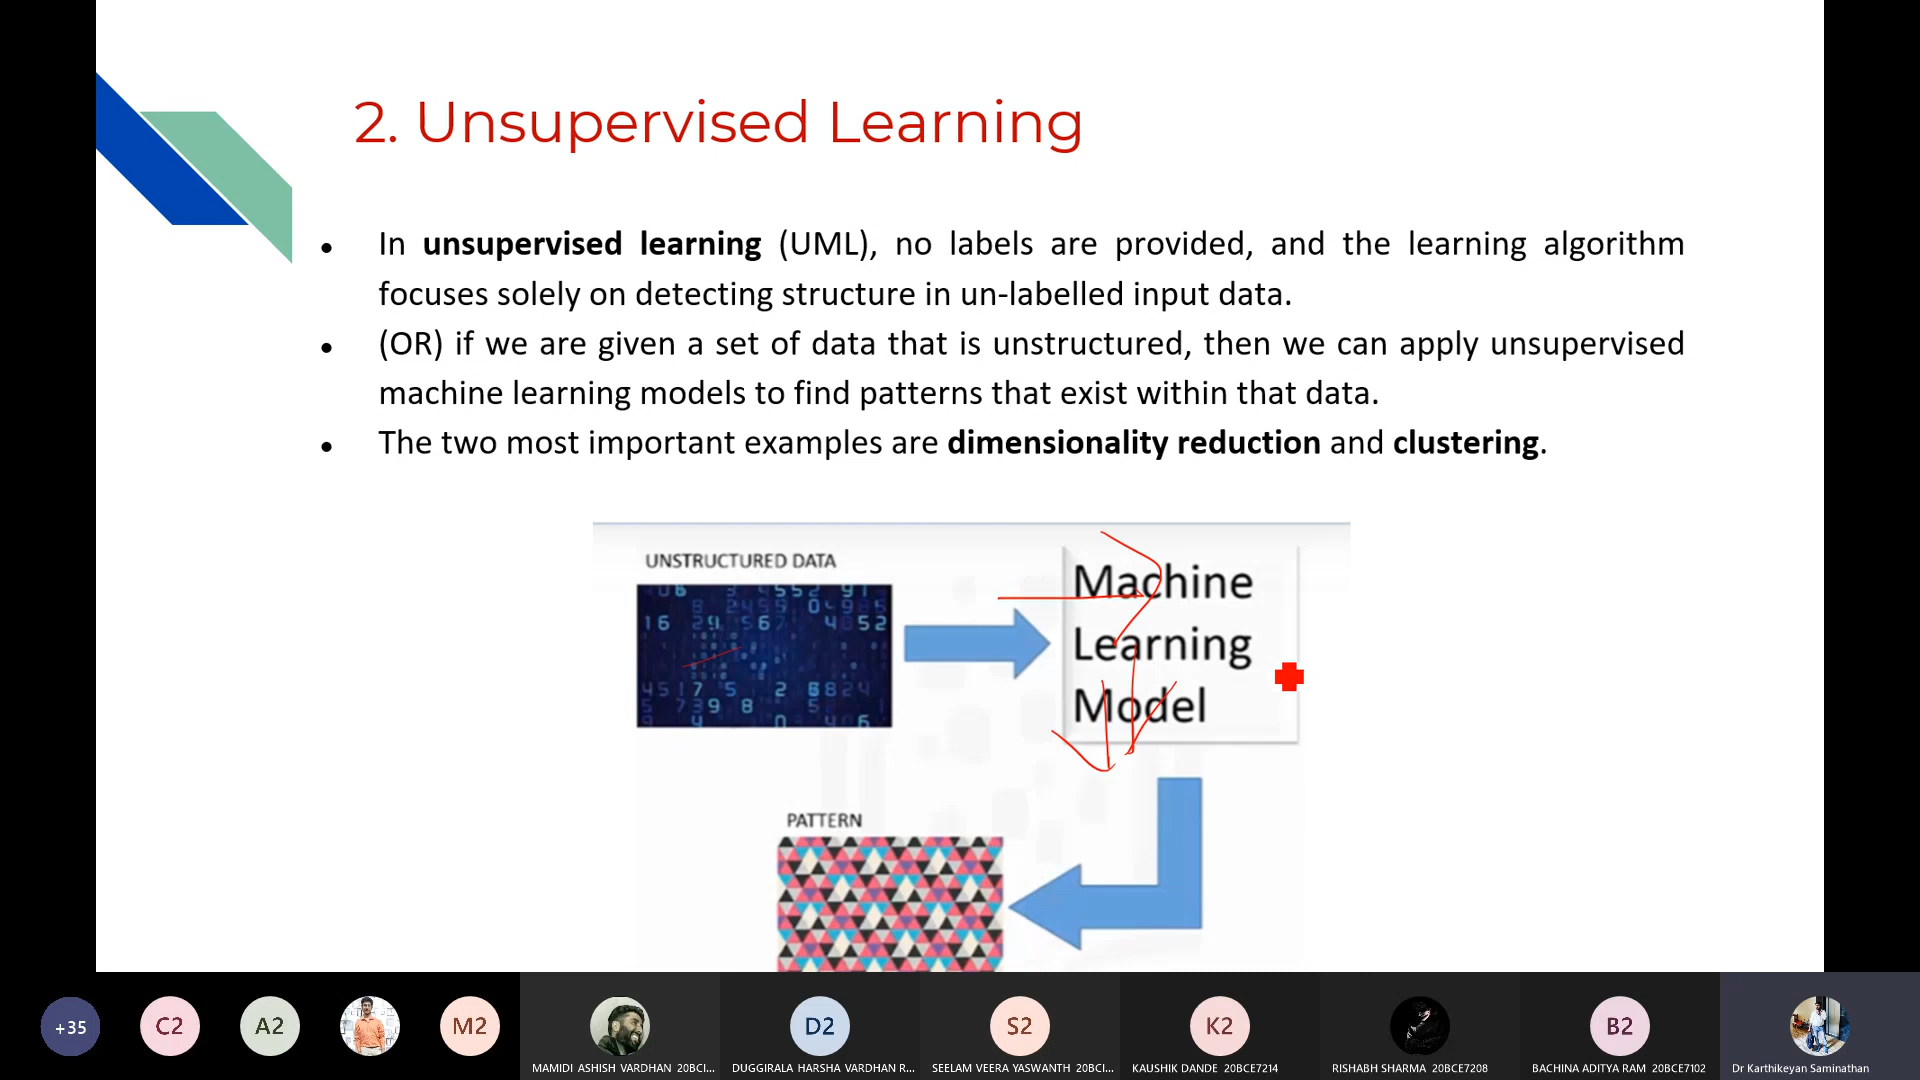 2. Unsupervised Learning
In unsupervised learning (UML), no labels are provided, and the learning algorithm
focuses solely on detecting structure in un-labelled input data.
(OR) if we are given a set of data that is unstructured, then we can apply unsupervised
machine learning models to find patterns that exist within that data.
The two most important examples are dimensionality reduction and clustering.
UNSTRUCTURED DATA
Machine
Learning
Model
PATTERN
+35
C2
A2
M2
D2
S2
K2
B2
MAMIDI ASHISH VARDHAN 20BCI...
DUGGIRALA HARSHA VARDHAN R...
SEELAM VEERA YASWANTH 20BCI...
KAUSHIK DANDE 20BCE7214
RISHABH SHARMA 20BCE7208
BACHINA ADITYA RAM 20BCE7102
Dr Karthikeyan Saminathan